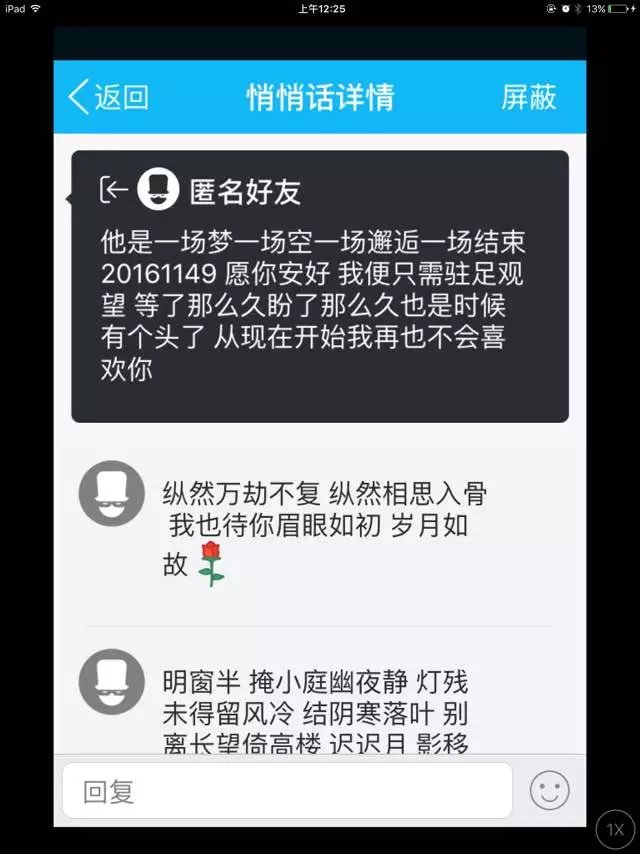 iPad 上午12:25 13%
返回 悄悄话详情 屏蔽
匿名好友
他是一场梦一场空一场邂逅一场结束
20161149 愿你安好 我便只需驻足观
望 等了那么久盼了那么久也是时候
有个头了 从现在开始我再也不会喜
欢你
纵然万劫不复 纵然相思入骨
我也待你眉眼如初 岁月如
故
明窗半 掩小庭幽夜静 灯残
未得留风冷 结阴寒落叶 别
离长望倚高楼 迟迟月 影移
回复
1X